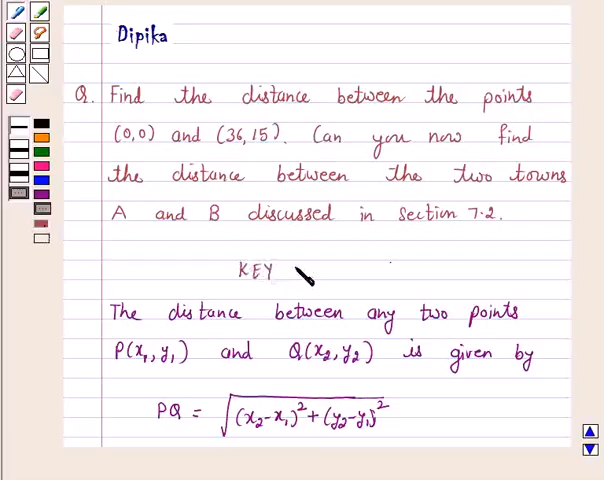 Dipika
Q. Find the distance between the points
(0,0) and (36,15). Can you now find
the distance between the two towns
A and B discussed in Section 7.2.
KEY
The distance between any two points
P(x₁, y₁) and Q(x₂, y₂) is given by
PQ = √((x₂-x₁)²+(y₂-y₁)²)